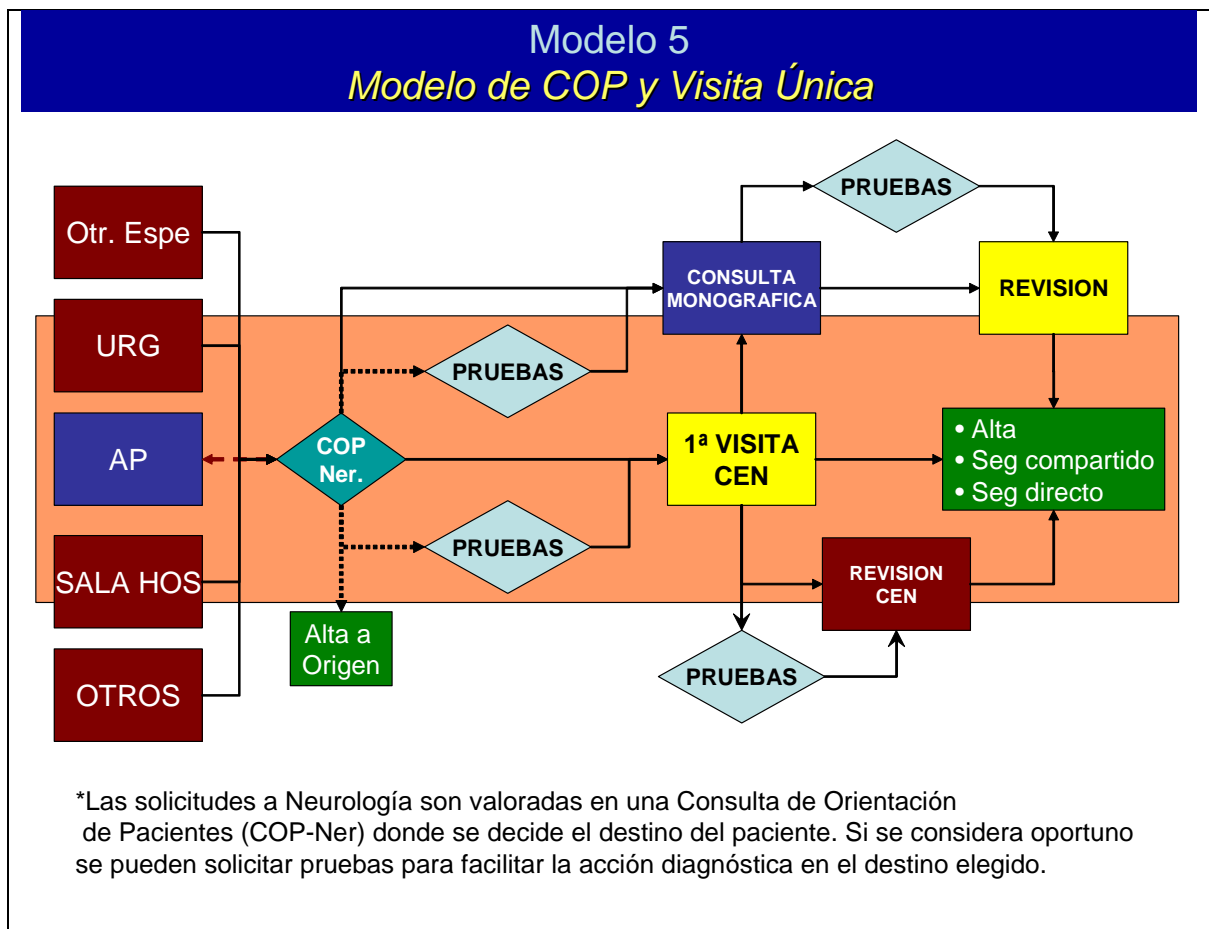 Modelo 5
Modelo de COP y Visita Única
Otr. Espe
URG
AP
SALA HOS
OTROS
COP
Ner.
Alta a
Origen
PRUEBAS
PRUEBAS
CONSULTA
MONOGRAFICA
PRUEBAS
REVISION
1ª VISITA
CEN
• Alta
• Seg compartido
• Seg directo
REVISION
CEN
PRUEBAS
*Las solicitudes a Neurología son valoradas en una Consulta de Orientación
de Pacientes (COP-Ner) donde se decide el destino del paciente. Si se considera oportuno
se pueden solicitar pruebas para facilitar la acción diagnóstica en el destino elegido.